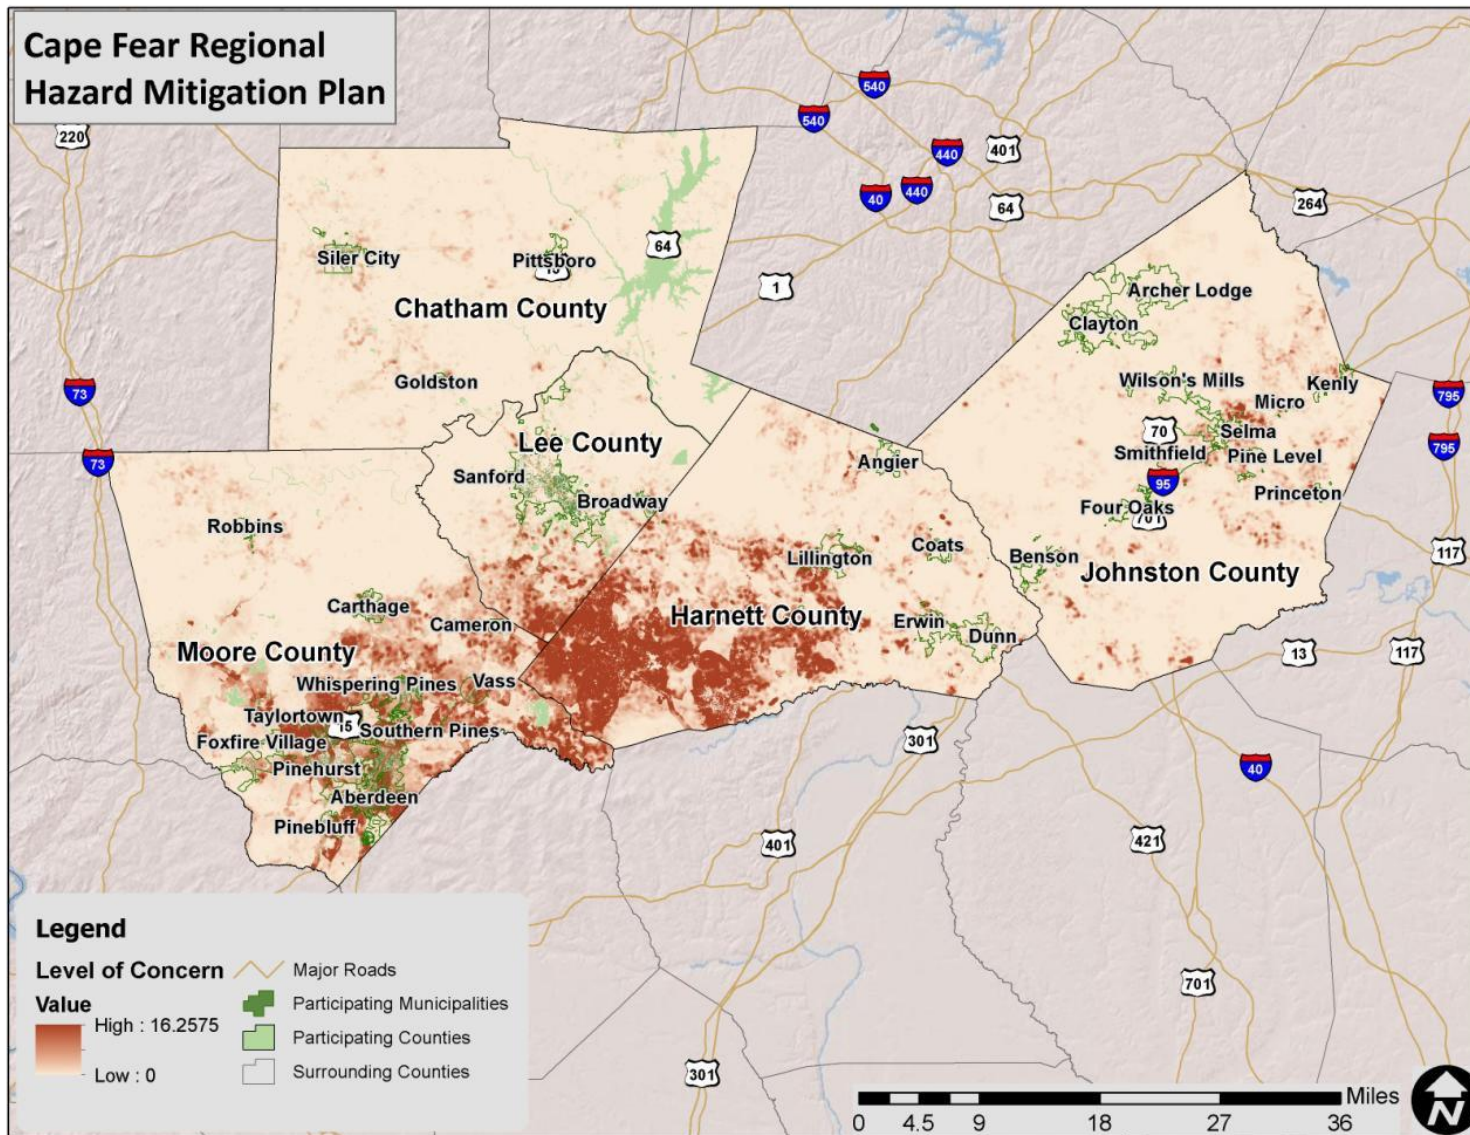 Cape Fear Regional
Hazard Mitigation Plan
220
540
540
440
401
440
40
64
264
Siler City
Pittsboro
64
1
Chatham County
Archer Lodge
Clayton
73
Goldston
Wilson's Mills
Kenly
795
Micro
70
Selma
Lee County
795
73
Sanford
Angier
Smithfield
Pine Level
95
Broadway
Princeton
Four Oaks
701
Robbins
Lillington
Coats
Benson
117
Johnston County
Carthage
Cameron
Harnett County
Erwin
Dunn
Moore County
13
117
Whispering Pines
Vass
Taylortown
15
Southern Pines
Foxfire Village
301
Pinehurst
40
Aberdeen
Pinebluff
401
421
701
301
Legend
Level of Concern
Value
High : 16.2575
Low : 0
Major Roads
Participating Municipalities
Participating Counties
Surrounding Counties
Miles
0 4.5 9 18 27 36
N